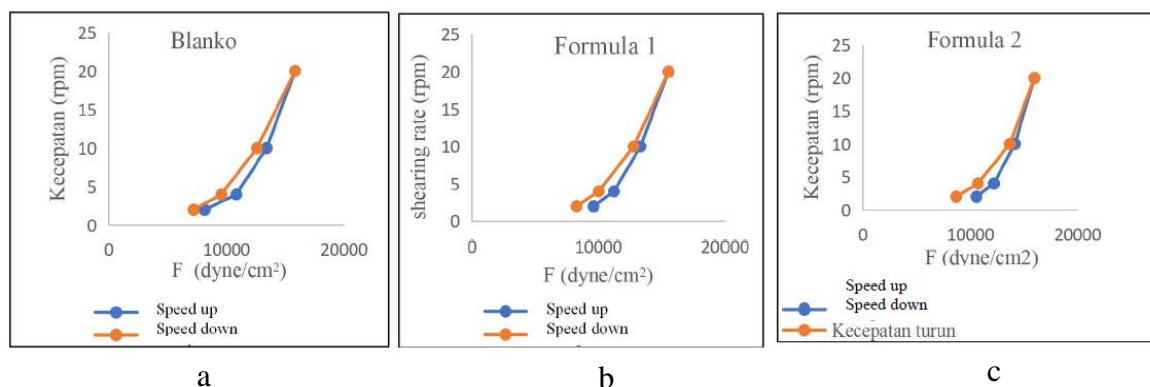 Blanko
Kecepatan (rpm)
25
20
15
10
5
0
0 10000 20000
F (dyne/cm²)
Speed up
Speed down
a
Formula 1
shearing rate (rpm)
25
20
15
10
5
0
0 10000 20000
F (dyne/cm²)
Speed up
Speed down
b
Formula 2
Kecepatan (rpm)
25
20
15
10
5
0
0 10000 20000
F (dyne/cm2)
Speed up
Speed down
Kecepatan turun
c